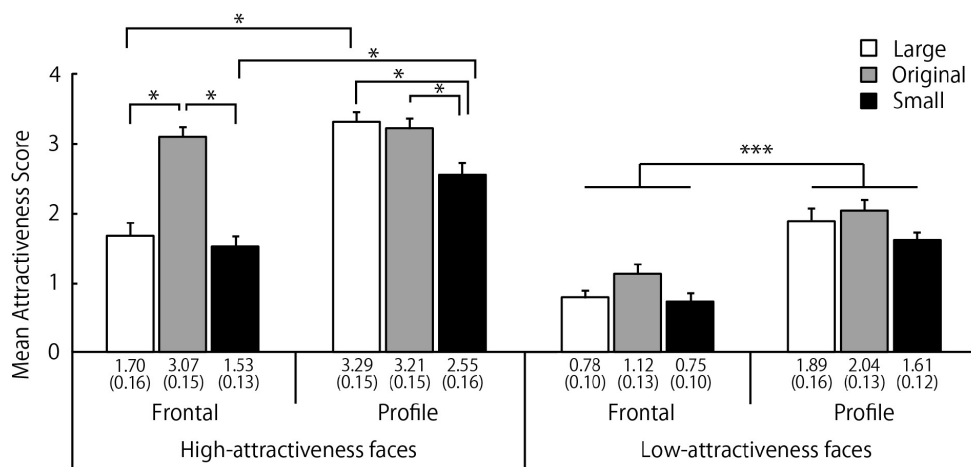 *
*
*
*
*
*
***
Large
Original
Small
Mean Attractiveness Score
4
3
2
1
0
1.70 3.07 1.53 3.29 3.21 2.55 0.78 1.12 0.75 1.89 2.04 1.61
(0.16) (0.15) (0.13) (0.15) (0.15) (0.16) (0.10) (0.13) (0.10) (0.16) (0.13) (0.12)
Frontal Profile Frontal Profile
High-attractiveness faces Low-attractiveness faces